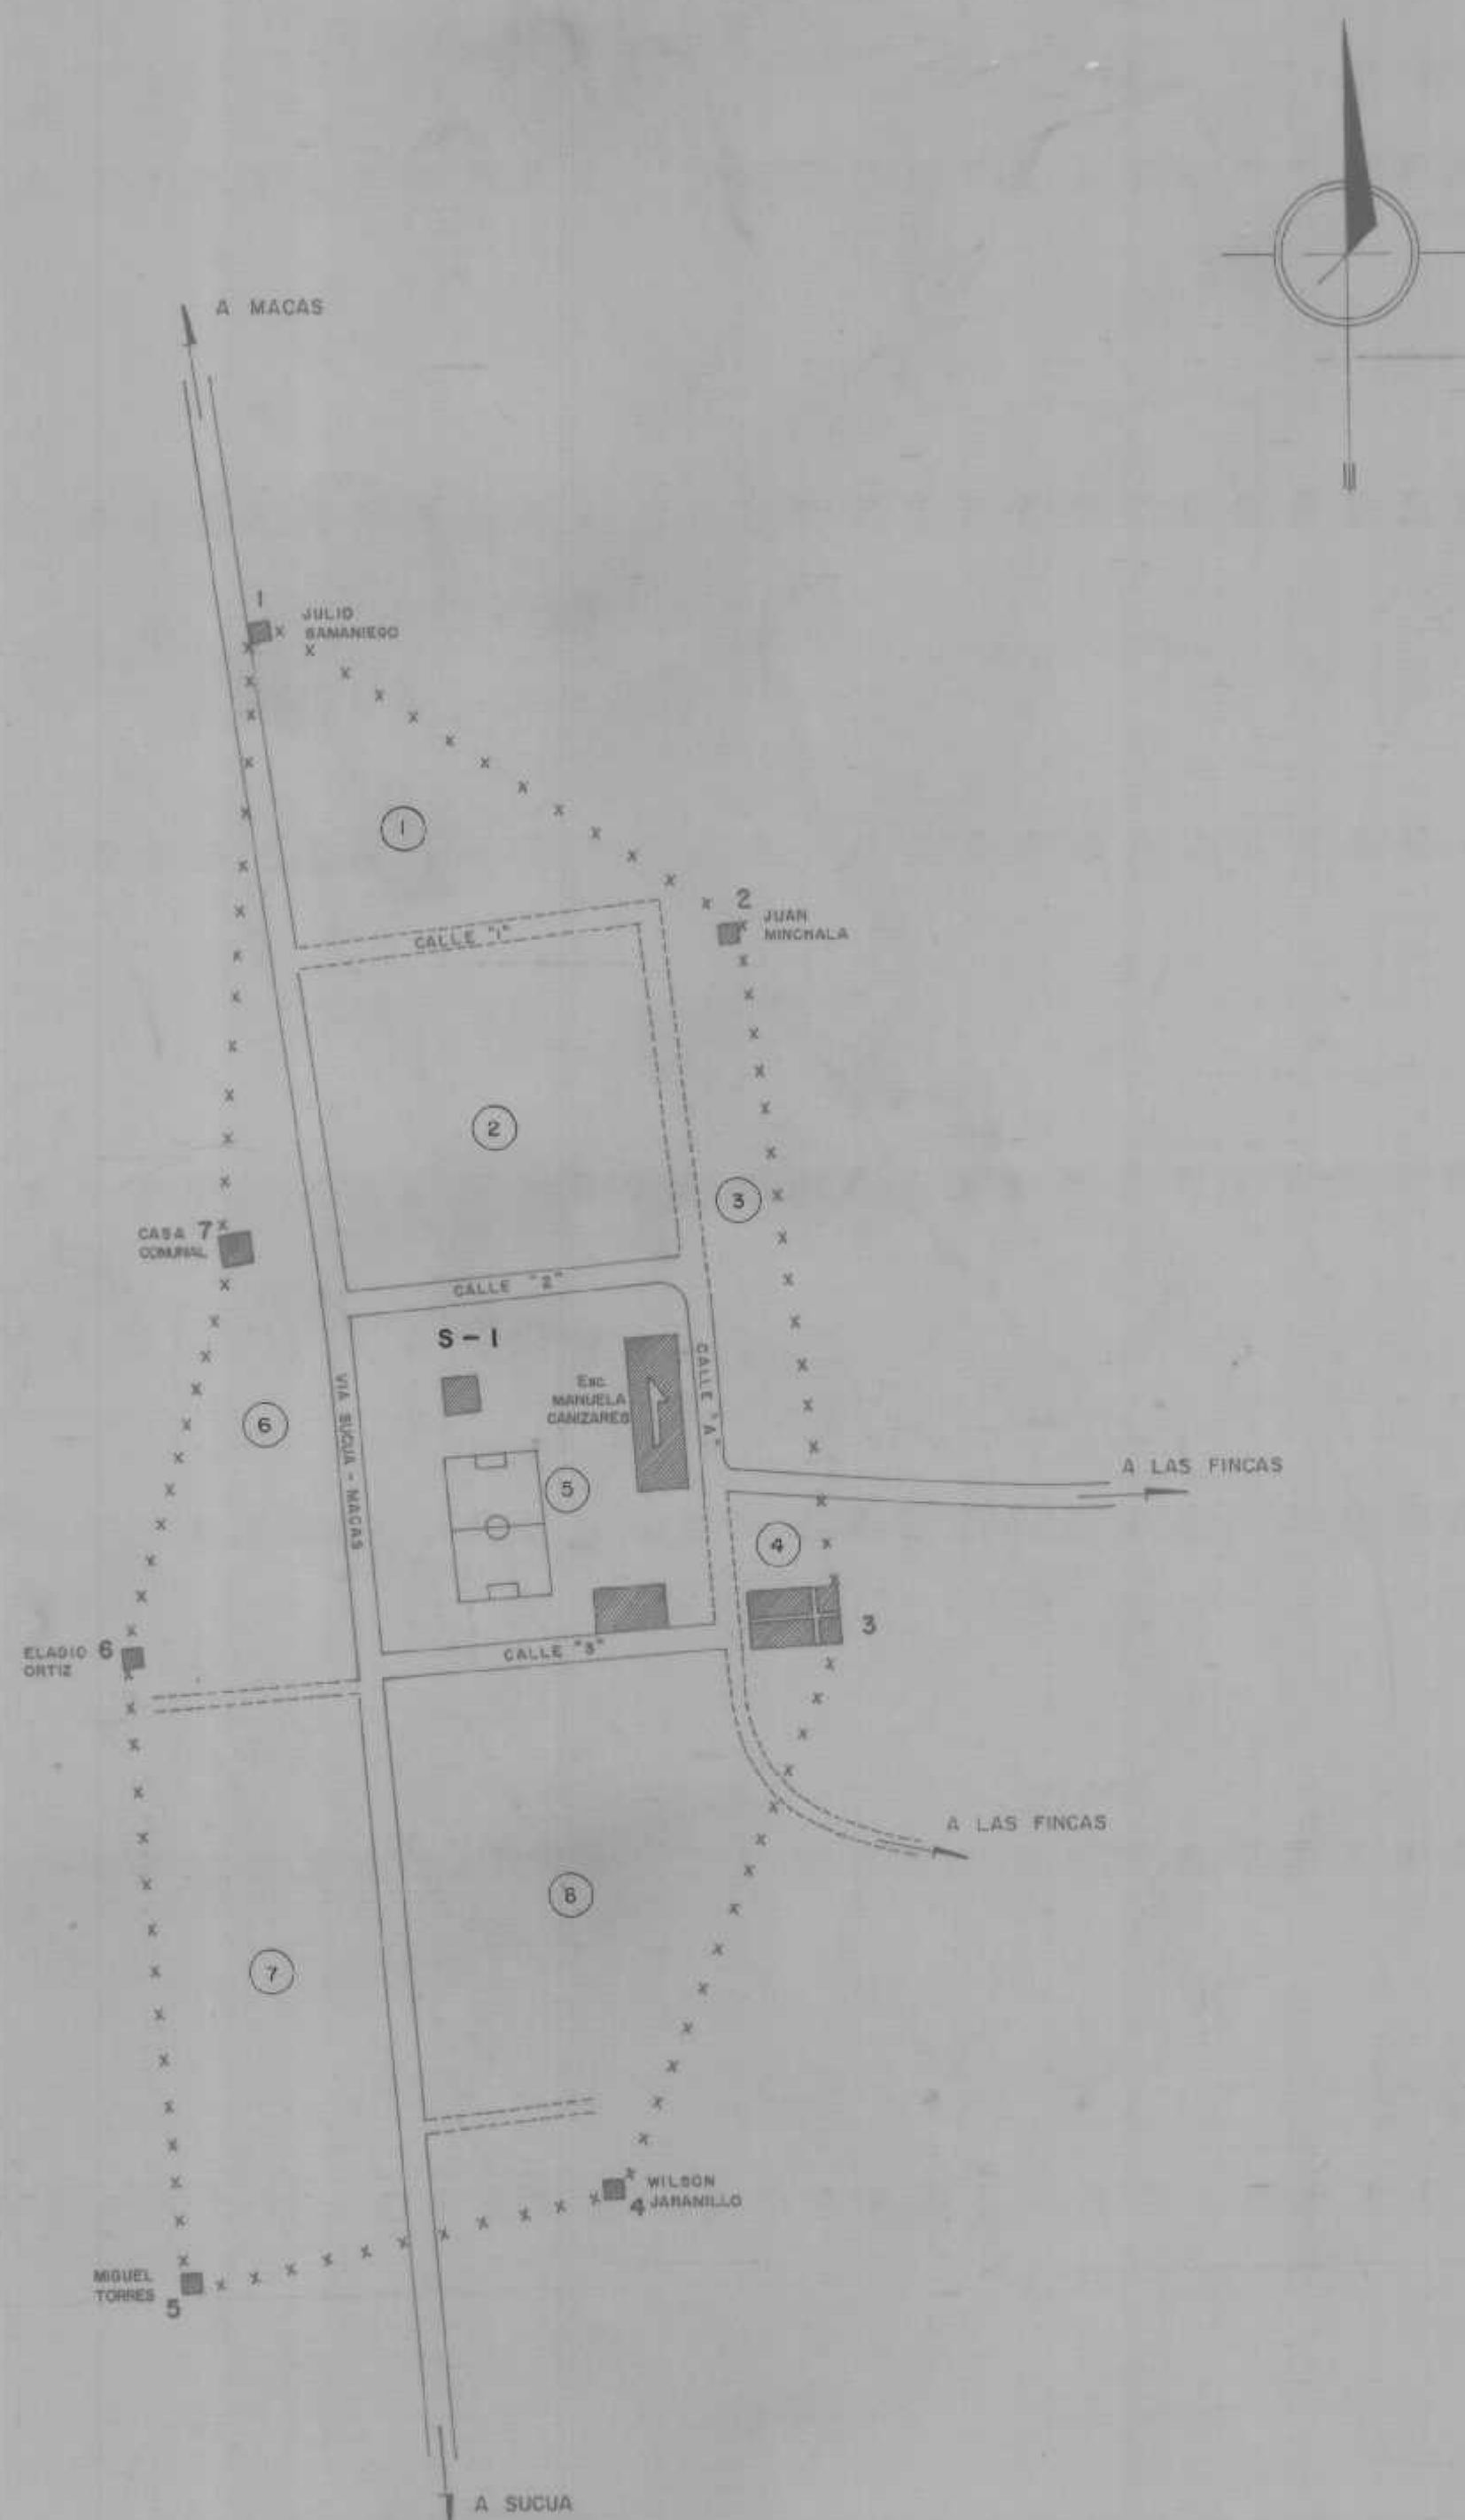 A MACAS
1
JULIO
SAMANIEGO
1
2
JUAN
MINCHALA
CALLE "1"
2
3
CASA 7
COMUNAL
CALLE "2"
S-1
CALLE "A"
VIA SUCUA - MACAS
Esc.
MANUELA
CAÑIZARES
6
5
A LAS FINCAS
4
3
ELADIO 6
ORTIZ
CALLE "3"
A LAS FINCAS
8
7
WILSON
4 JARAMILLO
MIGUEL
TORRES
5
A SUCUA